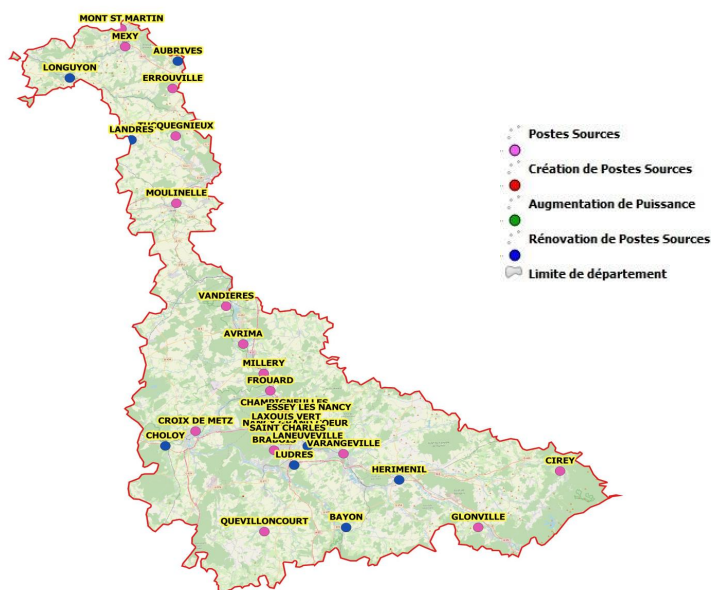 MONT ST MARTIN
MEXY
AUBRIVES
LONGUYON
ERROUVILLE
TUCQUEGNIEUX
LANDRES
MOULINELLE
VANDIERES
AVRIMA
MILLERY
FROUARD
CHAMPIGNEULLES
ESSEY LES NANCY
LAXOUIS VERT
SAINT CHARLES
LANEUVEVILLE
BRABOIS
VARANGEVILLE
LUDRES
CROIX DE METZ
CHOLOY
HERIMENIL
CIREY
QUEVILLONCOURT
BAYON
GLONVILLE
Postes Sources
Création de Postes Sources
Augmentation de Puissance
Rénovation de Postes Sources
Limite de département